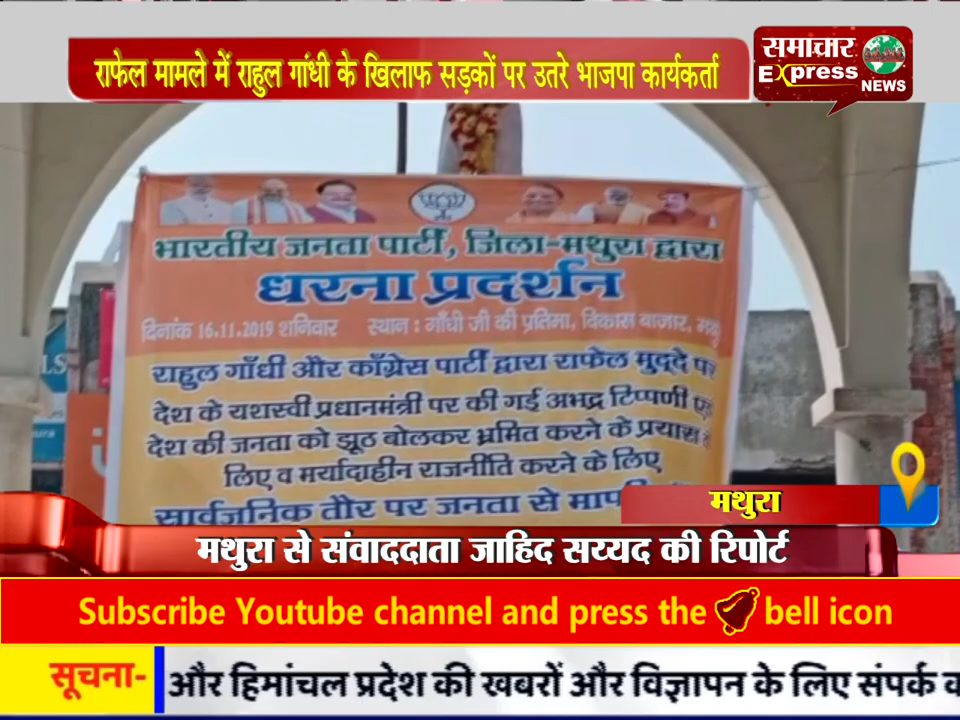 राफेल मामले में राहुल गांधी के खिलाफ सड़कों पर उतरे भाजपा कार्यकर्ता
समाचार
Express
NEWS
भारतीय जनता पार्टी, जिला-मथुरा द्वारा
धरना प्रदर्शन
दिनांक 16.11.2019 शनिवार स्थान : गाँधी जी की प्रतिमा, विकास बाजार,
राहुल गाँधी और काँग्रेस पार्टी द्वारा राफेल मुद्दे पर
देश के यशस्वी प्रधानमंत्री पर की गई अभद्र टिप्पणी
देश की जनता को झूठ बोलकर भ्रमित करने के प्रयास
लिए व मर्यादाहीन राजनीति करने के लिए
सार्वजनिक तौर पर जनता से
मथुरा
मथुरा से संवाददाता जाहिद सय्यद की रिपोर्ट
Subscribe Youtube channel and press the bell icon
सूचना- और हिमांचल प्रदेश की खबरों और विज्ञापन के लिए संपर्क